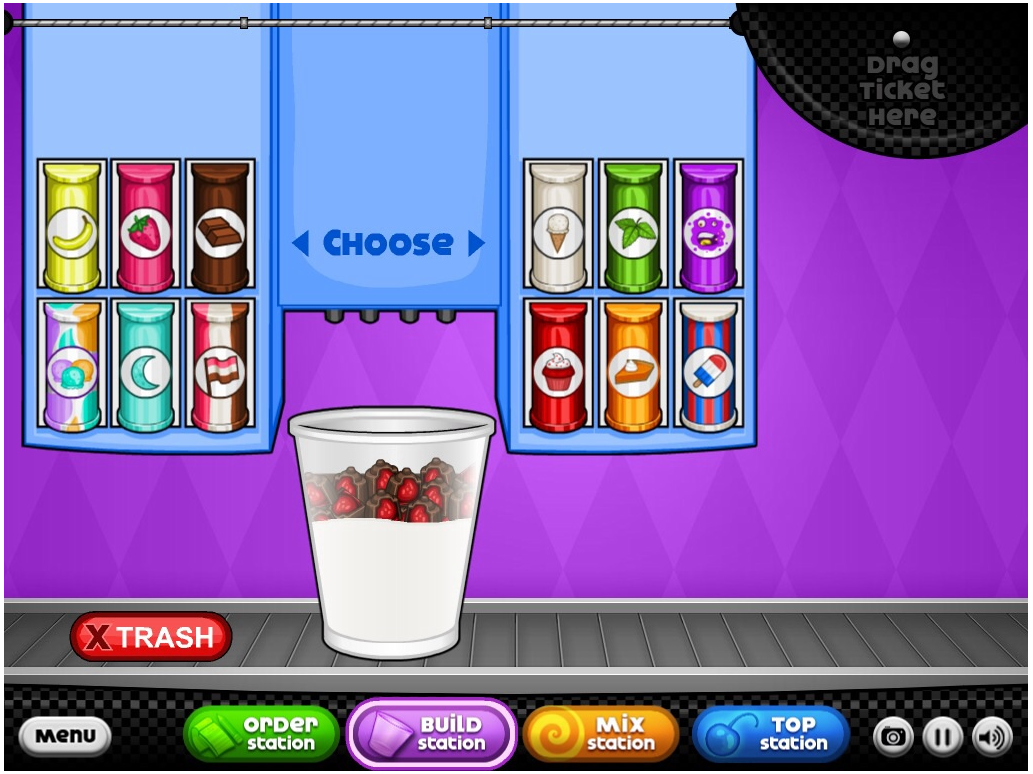 Drag
Ticket
Here
CHOOSE
X TRASH
Menu
Order
station
Build
station
Mix
station
Top
station